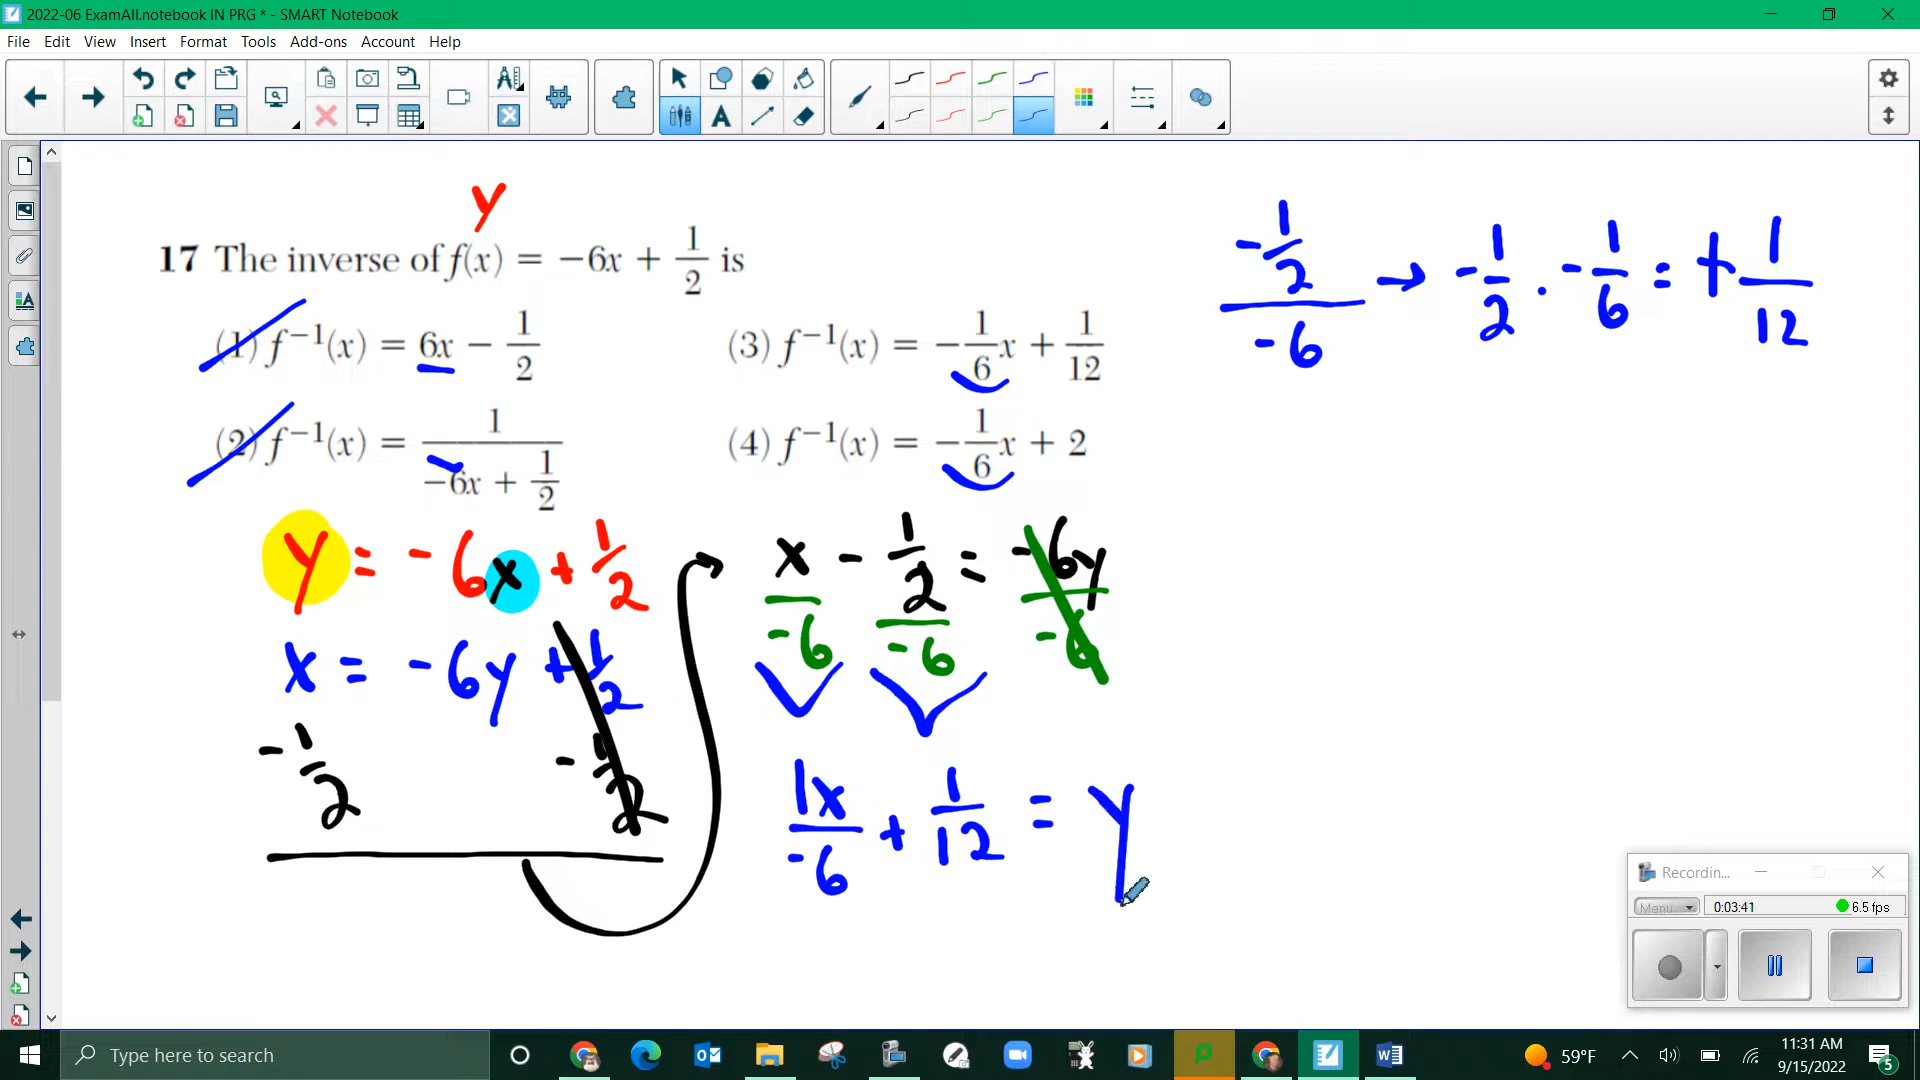 2022-06 ExamAll.notebook IN PRG * - SMART Notebook
File Edit View Insert Format Tools Add-ons Account Help
y
17 The inverse of f(x) = −6x + 1/2 is
(1) f⁻¹(x) = 6x − 1/2
(3) f⁻¹(x) = −1/6 x + 1/12
(2) f⁻¹(x) = 1/(−6x + 1/2)
(4) f⁻¹(x) = −1/6 x + 2
(-1/2)/-6 → -1/2 · -1/6 = +1/12
y = -6x + 1/2
x = -6y + 1/2
-1/2 -1/2
x/-6 - (1/2)/-6 = -6y/-6
1x/-6 + 1/12 = y
Recordin...
Menu 0:03:41 6.5 fps
Type here to search
59°F
11:31 AM
9/15/2022
5